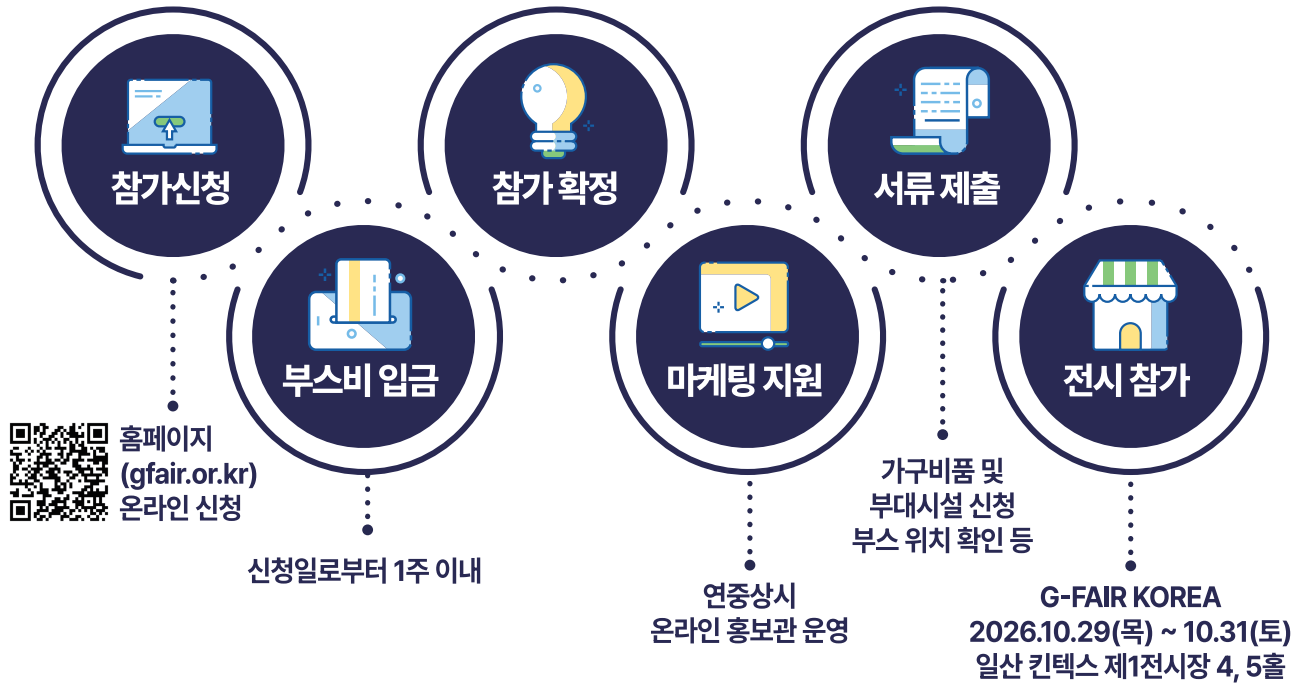 참가신청
홈페이지
(gfair.or.kr)
온라인 신청
부스비 입금
신청일로부터 1주 이내
참가 확정
마케팅 지원
연중상시
온라인 홍보관 운영
서류 제출
가구비품 및
부대시설 신청
부스 위치 확인 등
전시 참가
G-FAIR KOREA
2026.10.29(목) ~ 10.31(토)
일산 킨텍스 제1전시장 4, 5홀